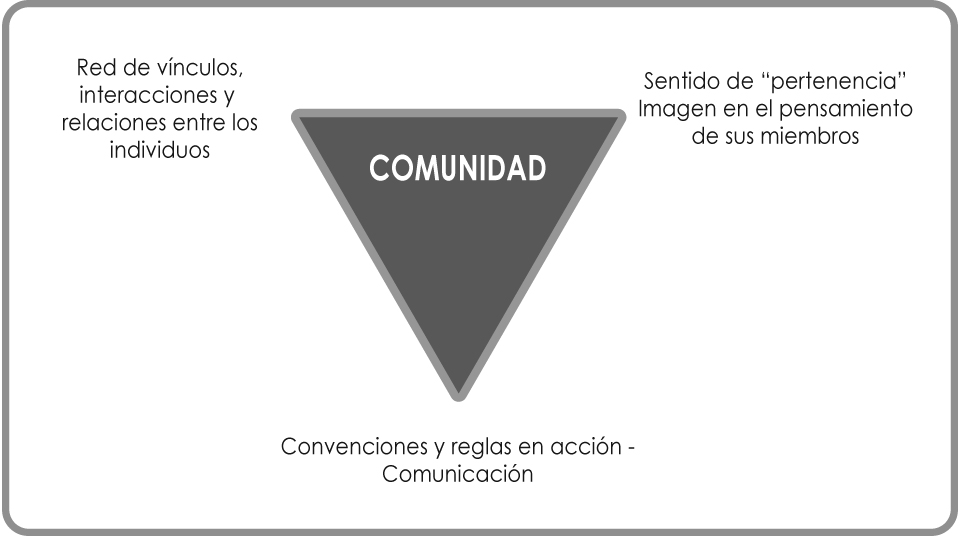 Red de vínculos,
interacciones y
relaciones entre los
individuos
Sentido de “pertenencia”
Imagen en el pensamiento
de sus miembros
COMUNIDAD
Convenciones y reglas en acción -
Comunicación